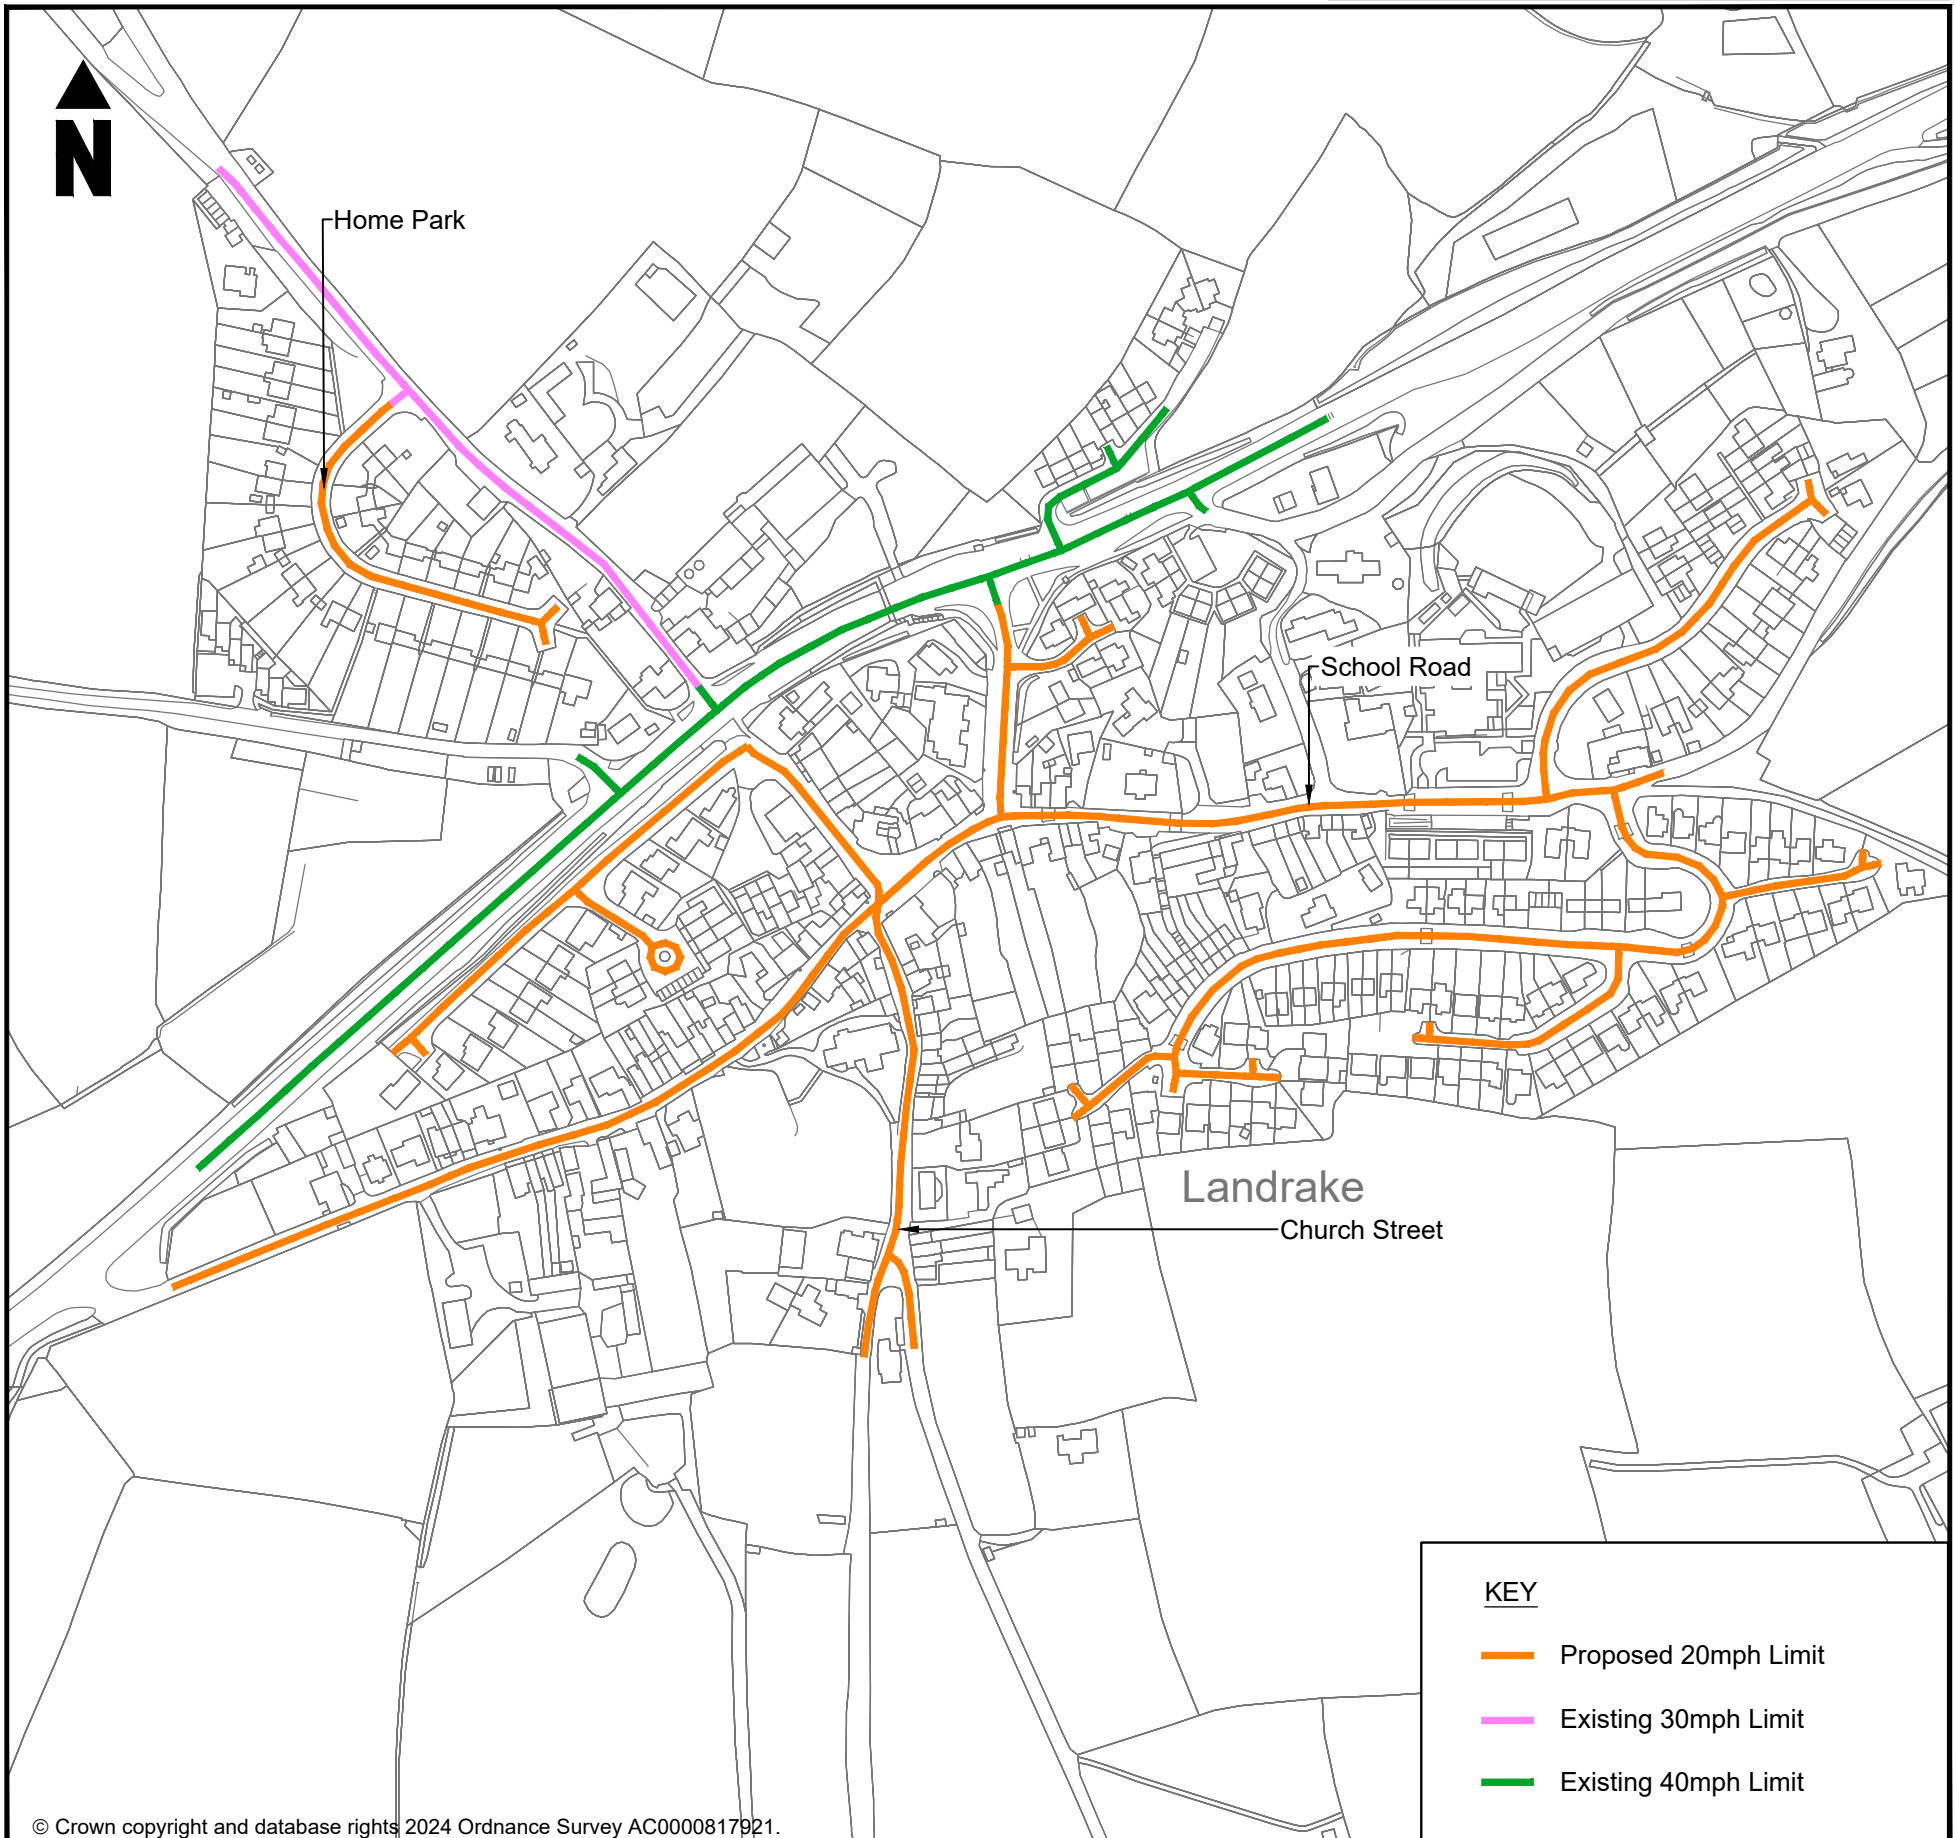 N
Home Park
School Road
Landrake
Church Street
KEY
Proposed 20mph Limit
Existing 30mph Limit
Existing 40mph Limit
© Crown copyright and database rights 2024 Ordnance Survey AC0000817921.